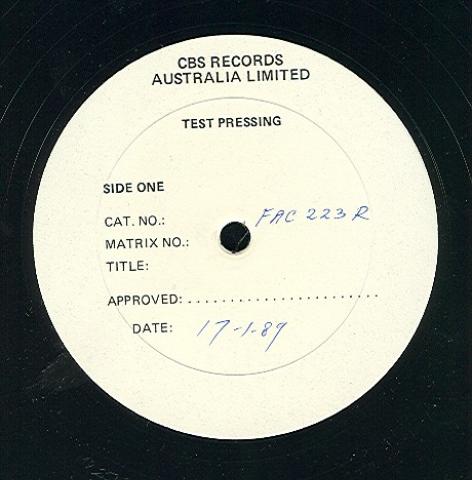 CBS RECORDS
AUSTRALIA LIMITED
TEST PRESSING
SIDE ONE
CAT. NO.: FAC 223 R
MATRIX NO.:
TITLE:
APPROVED:.......................
DATE: 17-1-89